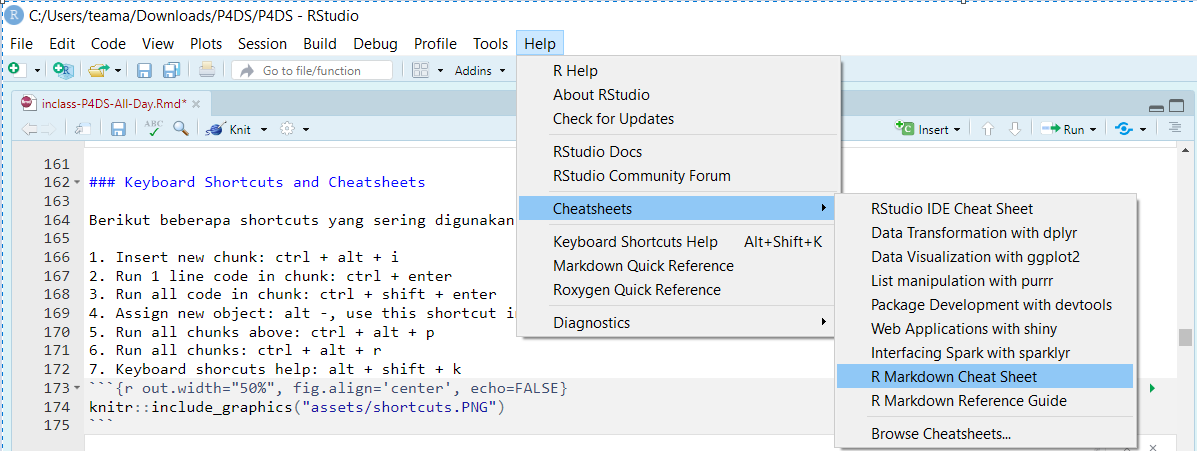 C:/Users/teama/Downloads/P4DS/P4DS - RStudio
File Edit Code View Plots Session Build Debug Profile Tools Help
Go to file/function Addins
inclass-P4DS-All-Day.Rmd*
ABC Knit Insert Run
R Help
About RStudio
Check for Updates
RStudio Docs
RStudio Community Forum
Cheatsheets
Keyboard Shortcuts Help Alt+Shift+K
Markdown Quick Reference
Roxygen Quick Reference
Diagnostics
RStudio IDE Cheat Sheet
Data Transformation with dplyr
Data Visualization with ggplot2
List manipulation with purrr
Package Development with devtools
Web Applications with shiny
Interfacing Spark with sparklyr
R Markdown Cheat Sheet
R Markdown Reference Guide
Browse Cheatsheets...
161
162 ### Keyboard Shortcuts and Cheatsheets
163
164 Berikut beberapa shortcuts yang sering digunakan
165
166 1. Insert new chunk: ctrl + alt + i
167 2. Run 1 line code in chunk: ctrl + enter
168 3. Run all code in chunk: ctrl + shift + enter
169 4. Assign new object: alt -, use this shortcut
170 5. Run all chunks above: ctrl + alt + p
171 6. Run all chunks: ctrl + alt + r
172 7. Keyboard shorcuts help: alt + shift + k
173 ```{r out.width="50%", fig.align='center', echo=FALSE}
174 knitr::include_graphics("assets/shortcuts.PNG")
175 ```